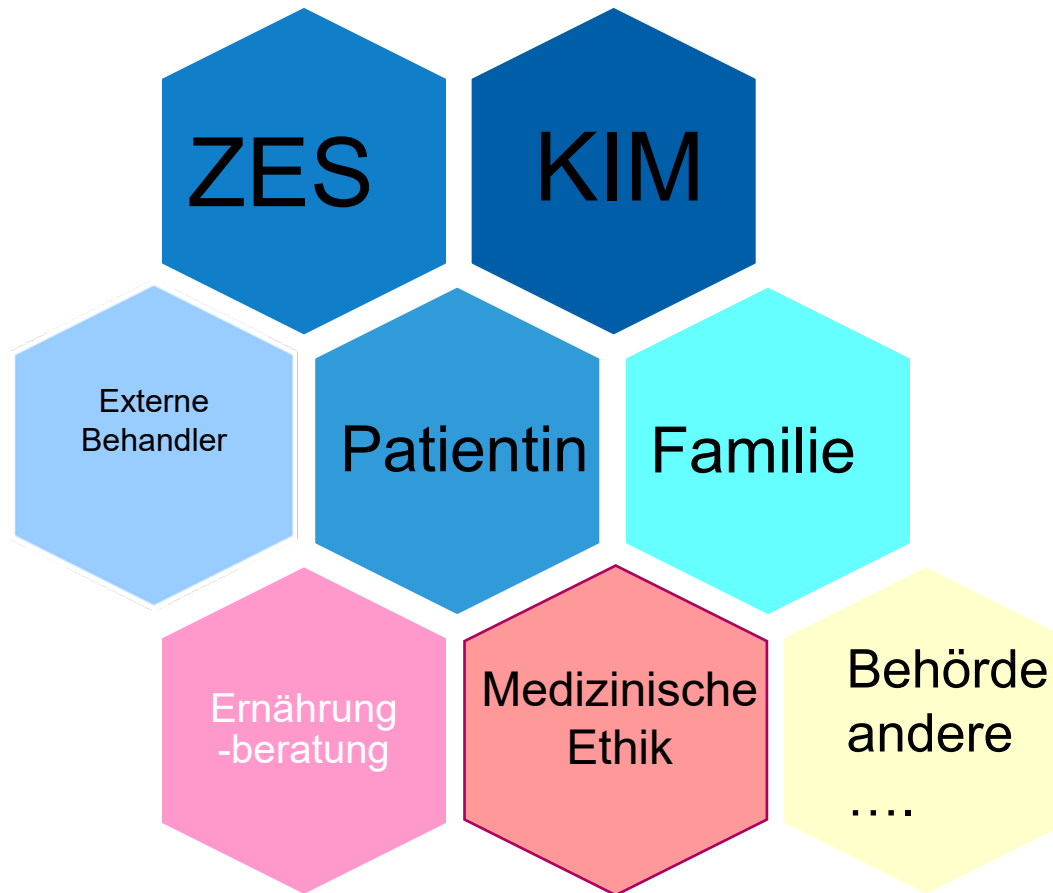 ZES
KIM
Externe
Behandler
Patientin
Familie
Ernährung
-beratung
Medizinische
Ethik
Behörde
andere
….